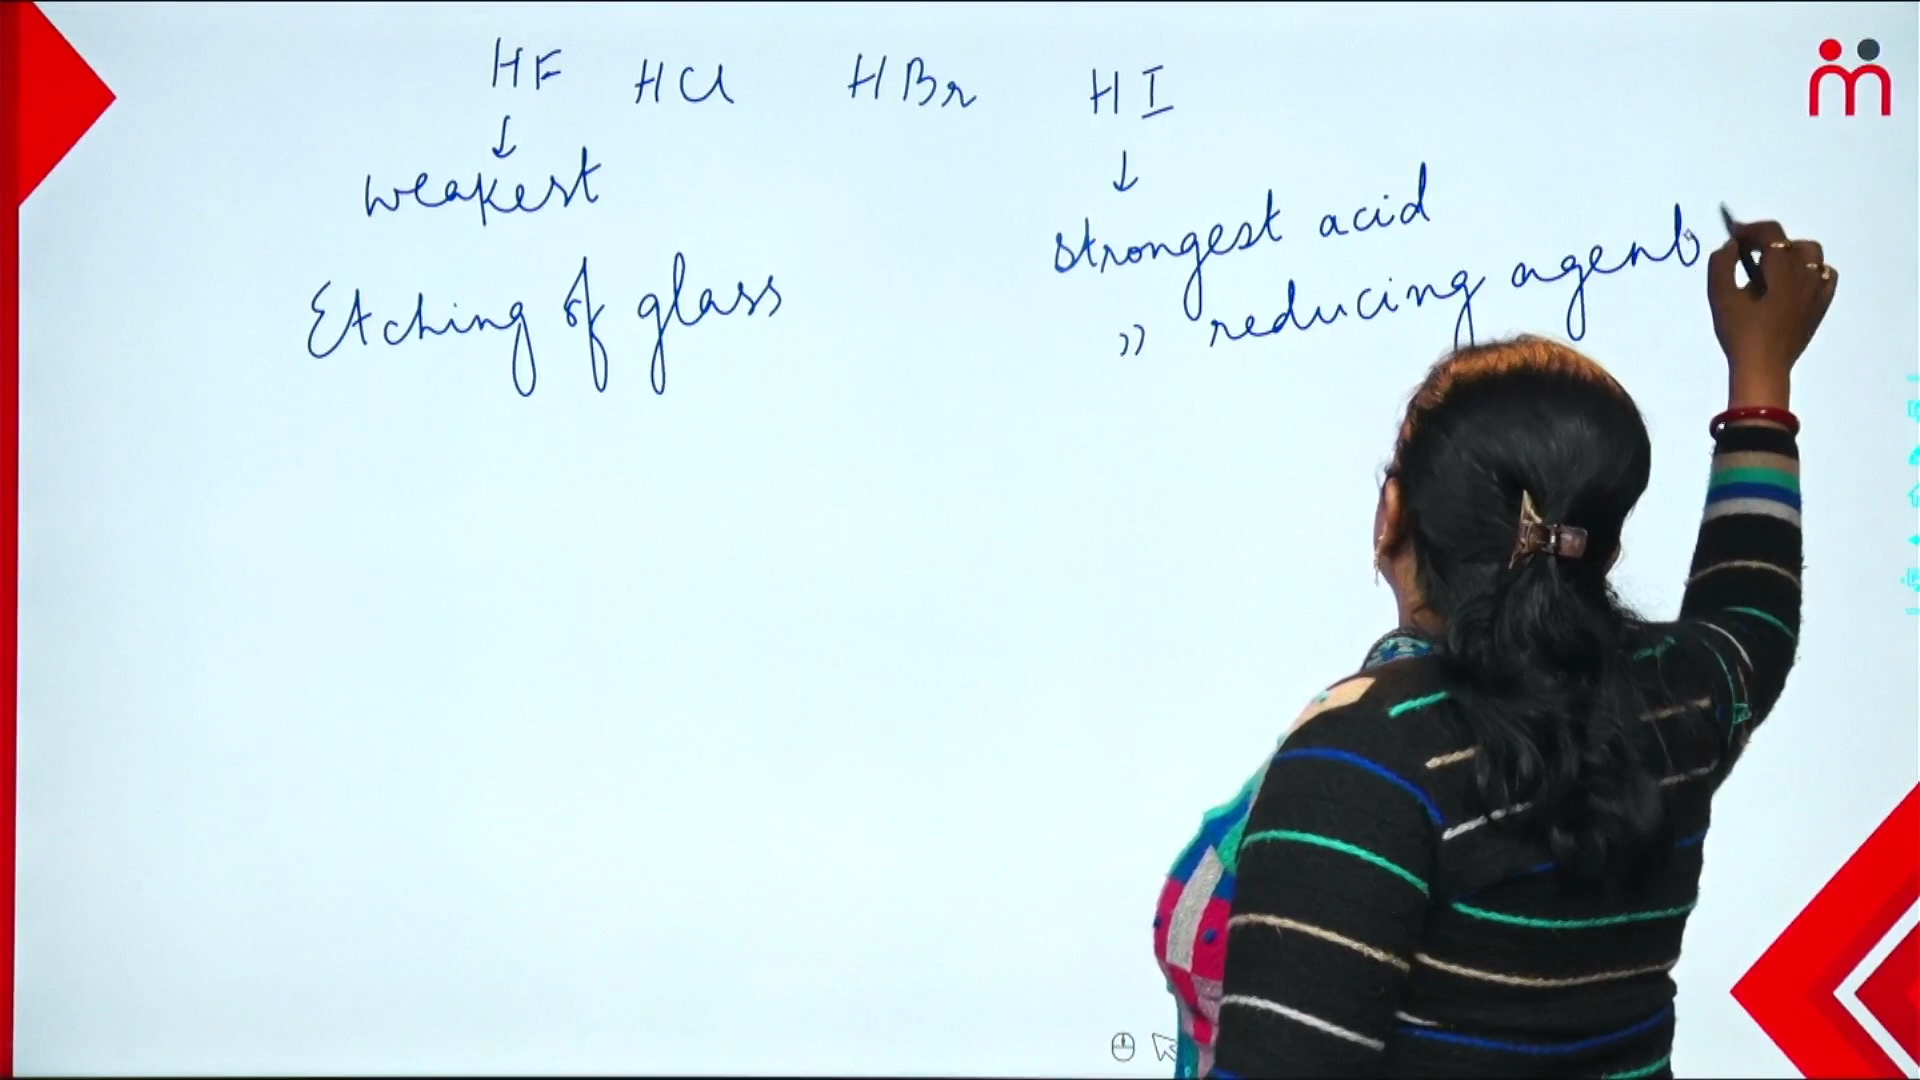 HF HCl HBr HI
↓ ↓
weakest strongest acid
Etching of glass " reducing agent